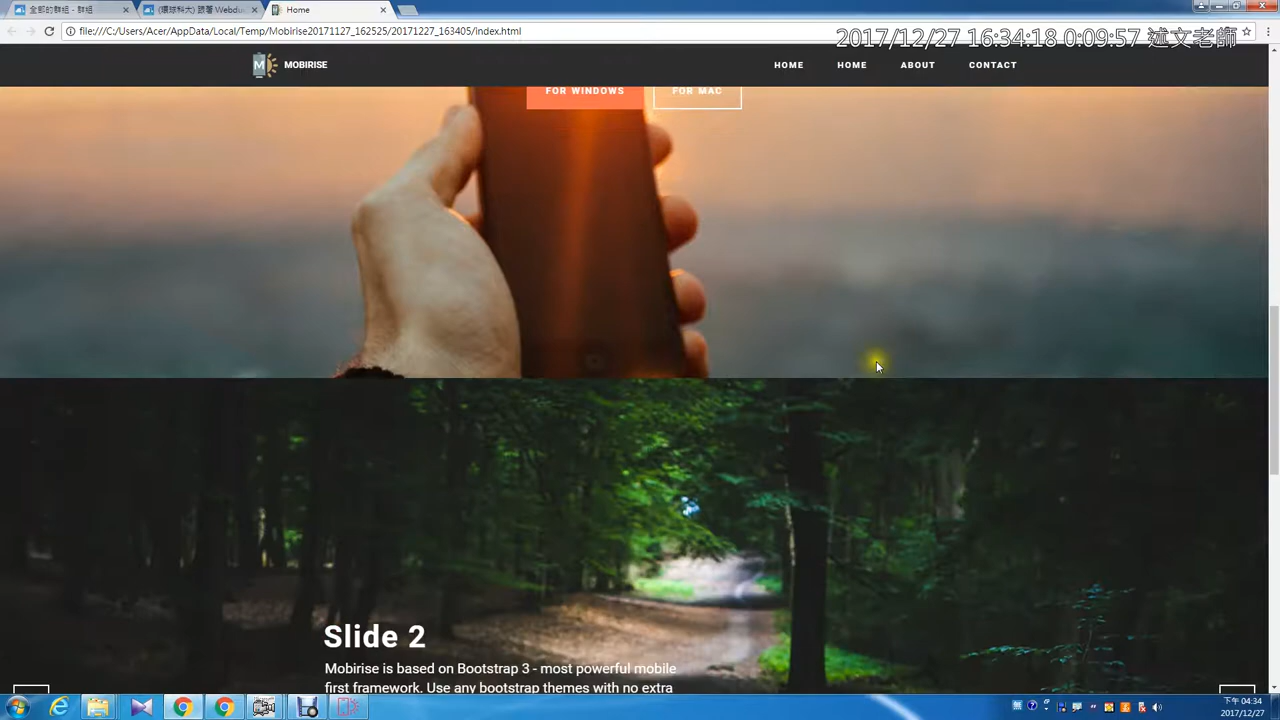 全部的群組 - 群組
(環球科大) 跟著 Webdu
Home
file:///C:/Users/Acer/AppData/Local/Temp/Mobirise20171127_162525/20171227_163405/index.html
2017/12/27 16:34:18 0:09:57 述文老師
MOBIRISE
HOME
HOME
ABOUT
CONTACT
FOR WINDOWS
FOR MAC
Slide 2
Mobirise is based on Bootstrap 3 - most powerful mobile
first framework. Use any bootstrap themes with no extra
下午 04:34
2017/12/27